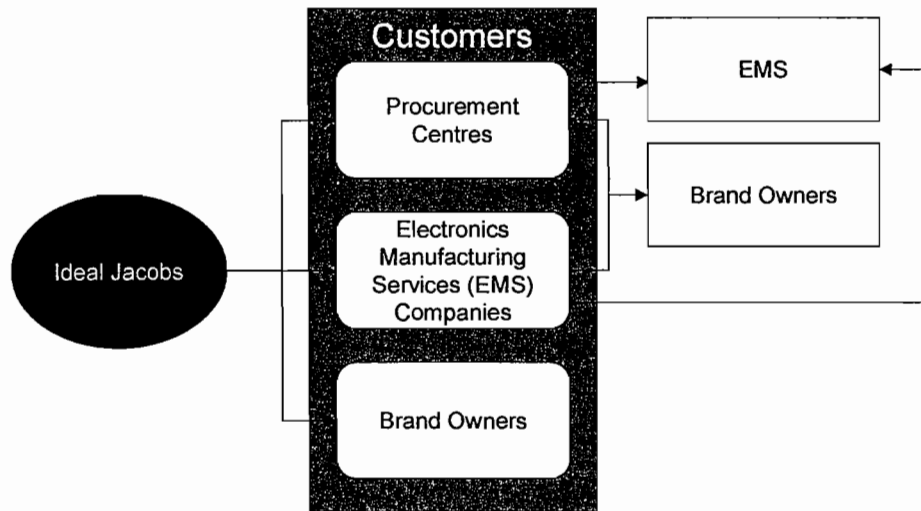 Customers
Procurement
Centres
Electronics
Manufacturing
Services (EMS)
Companies
Brand Owners
Ideal Jacobs
EMS
Brand Owners